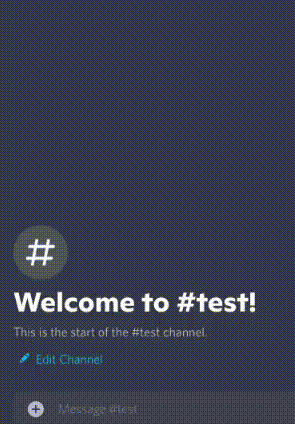 #
Welcome to #test!
This is the start of the #test channel.
Edit Channel
Message #test